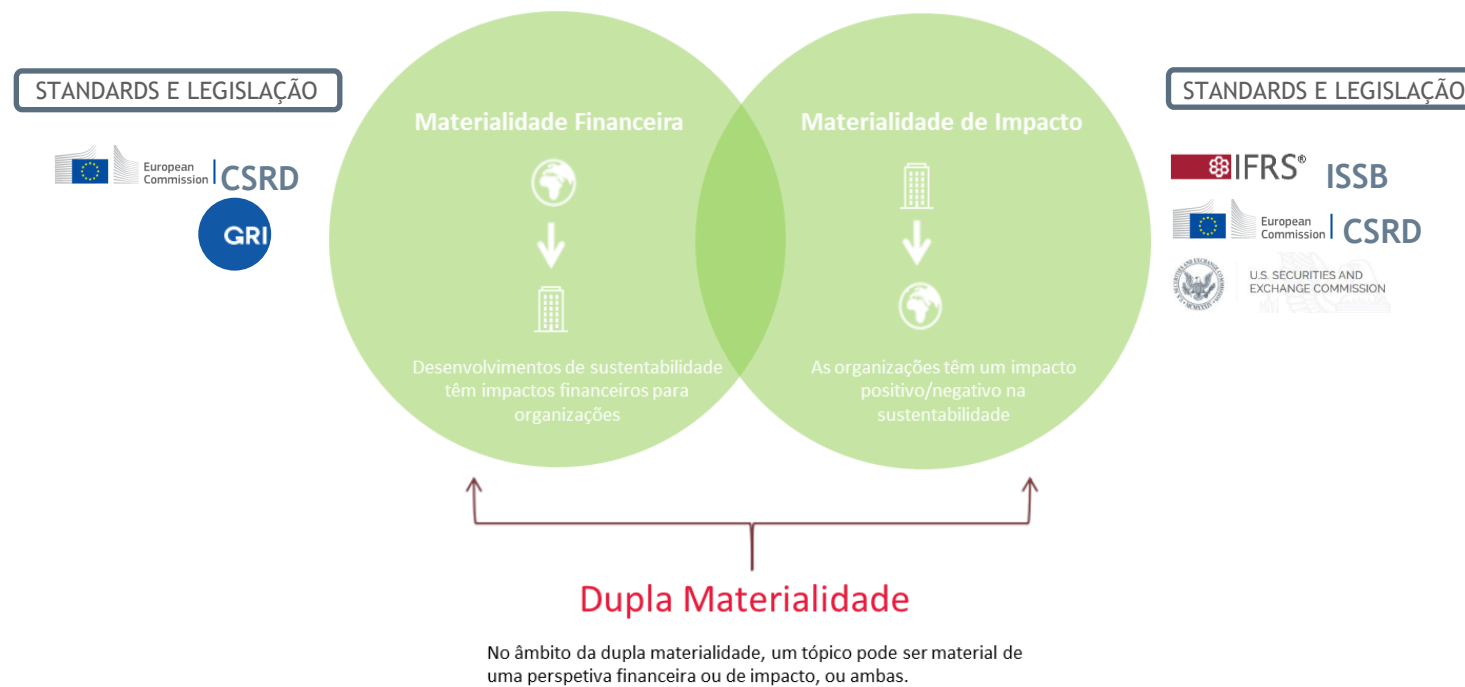 STANDARDS E LEGISLAÇÃO
European
Commission
CSRD
GRI
Materialidade Financeira
Desenvolvimentos de sustentabilidade
têm impactos financeiros para
organizações
Materialidade de Impacto
As organizações têm um impacto
positivo/negativo na
sustentabilidade
STANDARDS E LEGISLAÇÃO
IFRS®
ISSB
European
Commission
CSRD
U.S. SECURITIES AND
EXCHANGE COMMISSION
Dupla Materialidade
No âmbito da dupla materialidade, um tópico pode ser material de
uma perspetiva financeira ou de impacto, ou ambas.